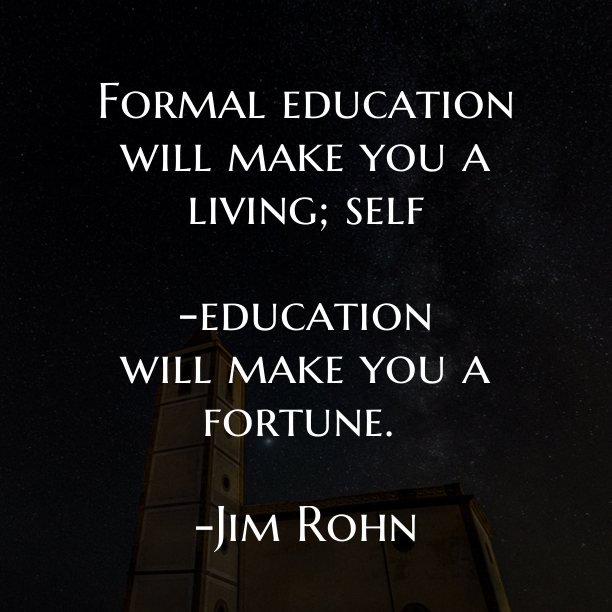 Formal education
will make you a
living; self
-education
will make you a
fortune.
-Jim Rohn